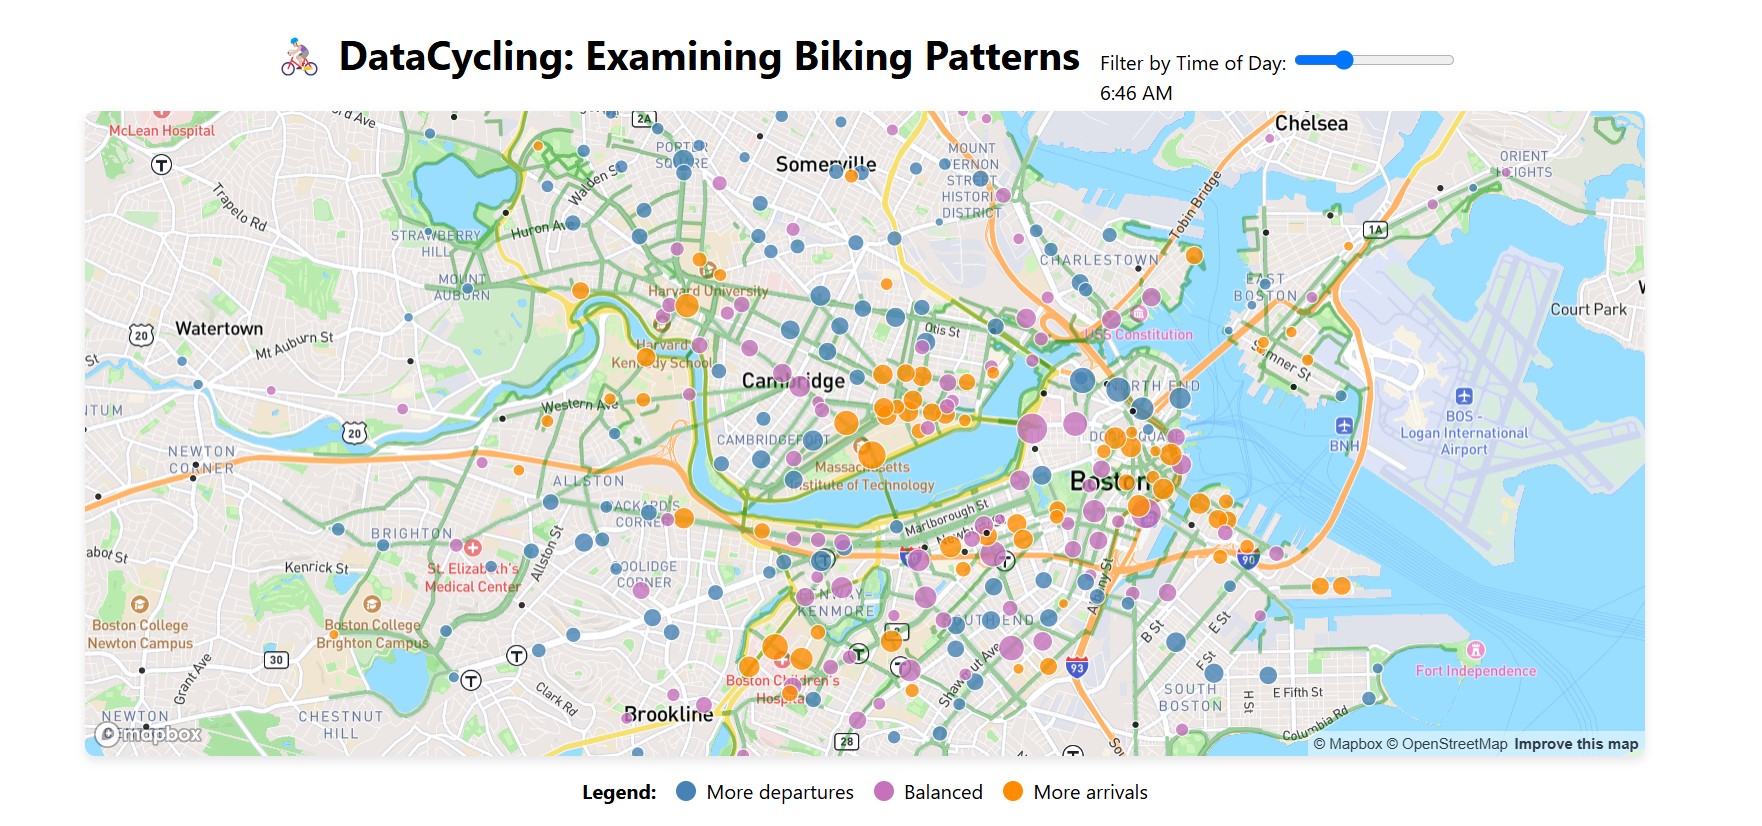 DataCycling: Examining Biking Patterns
Filter by Time of Day:
6:46 AM
McLean Hospital
2A
Chelsea
Somerville
MOUNT
VERNON
STREET
HISTORIC
DISTRICT
ORIENT
HEIGHTS
Trapelo Rd
Walden St
Tobin Bridge
Huron Ave
1A
STRAWBERRY
HILL
CHARLESTOWN
MOUNT
AUBURN
EAST
BOSTON
Harvard University
Court Park
20
Watertown
Mt Auburn St
St
Otis St
USS Constitution
Harvard
Kennedy School
Sumner St
Cambridge
NORTH END
Western Ave
BOS -
Logan International
Airport
BNH
20
NEWTON
CORNER
CAMBRIDGEPORT
Massachusetts
Institute of Technology
ALLSTON
Boston
PACKARD'S
CORNER
Marlborough St
BRIGHTON
Allston St
90
Kenrick St
St. Elizabeth's
Medical Center
COOLIDGE
CORNER
Albany St
KENMORE
SOUTH END
Boston College
Newton Campus
Boston College
Brighton Campus
B St
E St
F St
30
Grant Ave
93
Fort Independence
Boston Children's
Hospital
Clark Rd
SOUTH
BOSTON
H St
E Fifth St
Columbia Rd
NEWTON
CHESTNUT
HILL
Brookline
28
mapbox
© Mapbox © OpenStreetMap Improve this map
Legend: More departures Balanced More arrivals